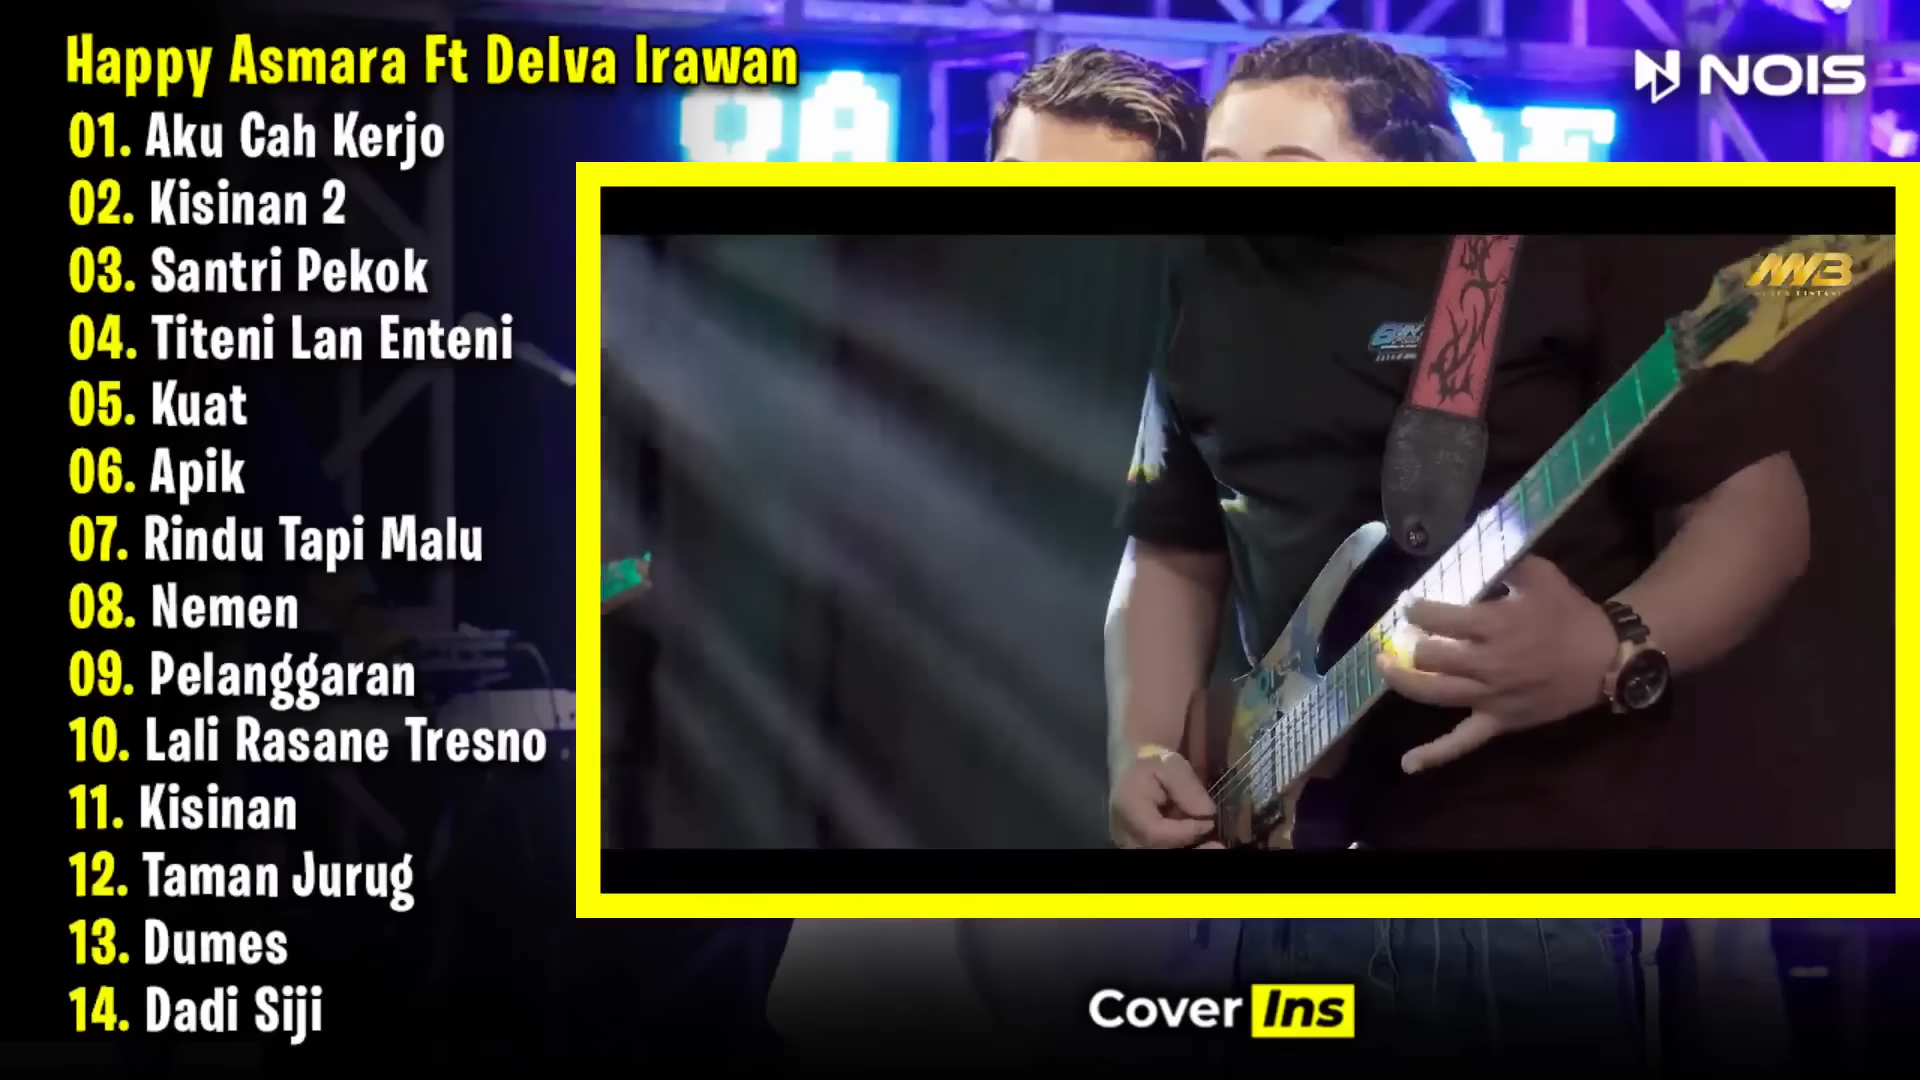 Happy Asmara Ft Delva Irawan
NOIS
01. Aku Cah Kerjo
02. Kisinan 2
03. Santri Pekok
04. Titeni Lan Enteni
05. Kuat
06. Apik
07. Rindu Tapi Malu
08. Nemen
09. Pelanggaran
10. Lali Rasane Tresno
11. Kisinan
12. Taman Jurug
13. Dumes
14. Dadi Siji
Cover Ins